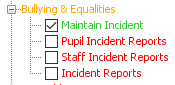 Bullying & Equalities
Maintain Incident
Pupil Incident Reports
Staff Incident Reports
Incident Reports